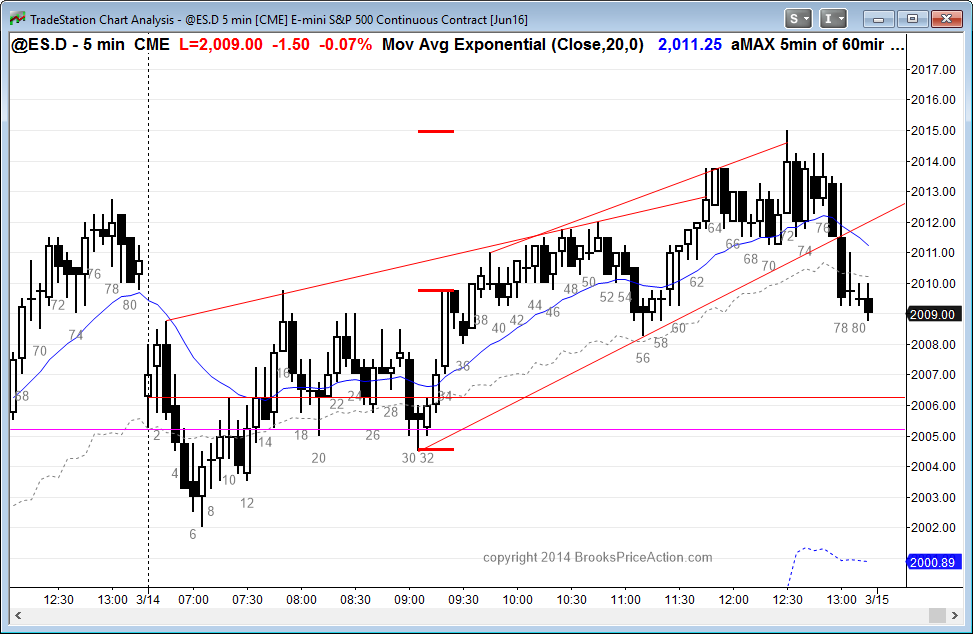 TradeStation Chart Analysis - @ES.D 5 min [CME] E-mini S&P 500 Continuous Contract [Jun16]
S I
@ES.D - 5 min CME L=2,009.00 -1.50 -0.07% Mov Avg Exponential (Close,20,0) 2,011.25 aMAX 5min of 60mir ...
2017.00
2016.00
2015.00
2014.00
2013.00
2012.00
2011.00
2010.00
2009.00
2008.00
2007.00
2006.00
2005.00
2004.00
2003.00
2002.00
2000.89
68 70 72 74 76 78 80
2 4 6 8 10 12 14 16 18 20 22 24 26 28 30 32 34 36 38 40 42 44 46 48 50 52 54 56 58 60 62 64 66 68 70 72 74 76 78 80
copyright 2014 BrooksPriceAction.com
12:30 13:00 3/14 07:00 07:30 08:00 08:30 09:00 09:30 10:00 10:30 11:00 11:30 12:00 12:30 13:00 3/15